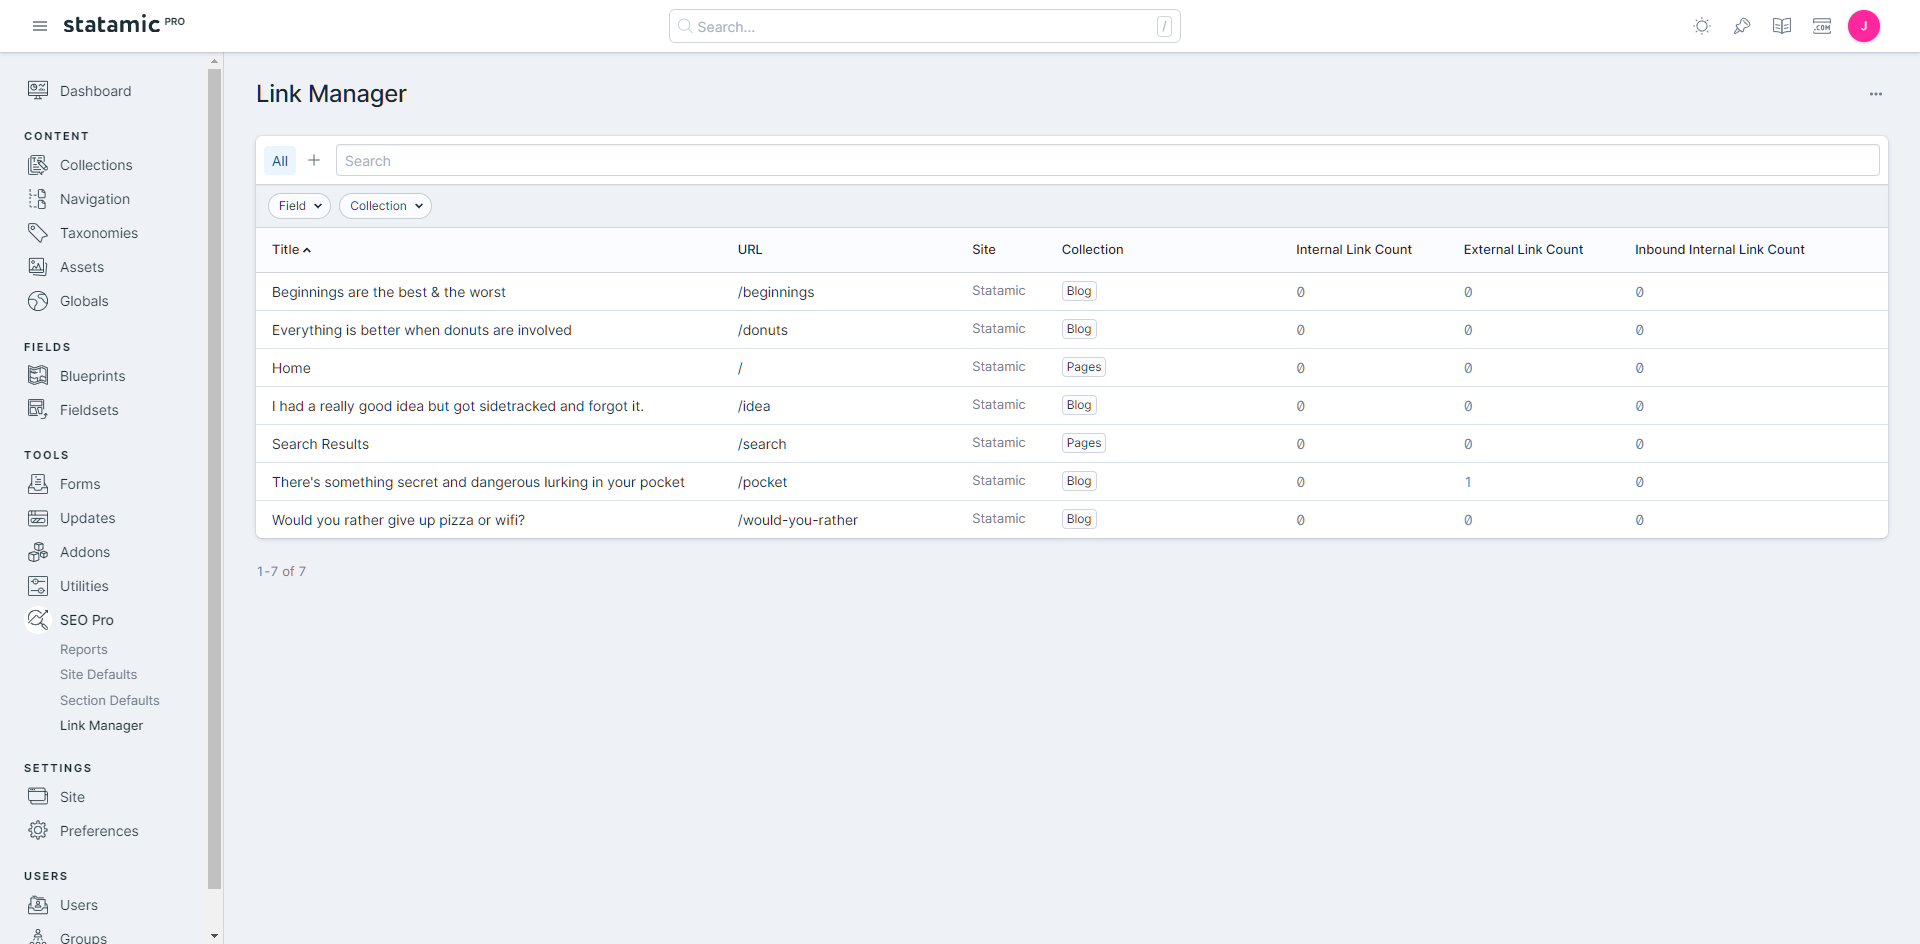 statamic PRO
Search...
/
.COM
J
Dashboard
CONTENT
Collections
Navigation
Taxonomies
Assets
Globals
FIELDS
Blueprints
Fieldsets
TOOLS
Forms
Updates
Addons
Utilities
SEO Pro
Reports
Site Defaults
Section Defaults
Link Manager
SETTINGS
Site
Preferences
USERS
Users
Groups
Link Manager
All
Search
Field
Collection
Title URL Site Collection Internal Link Count External Link Count Inbound Internal Link Count
Beginnings are the best & the worst /beginnings Statamic Blog 0 0 0
Everything is better when donuts are involved /donuts Statamic Blog 0 0 0
Home / Statamic Pages 0 0 0
I had a really good idea but got sidetracked and forgot it. /idea Statamic Blog 0 0 0
Search Results /search Statamic Pages 0 0 0
There's something secret and dangerous lurking in your pocket /pocket Statamic Blog 0 1 0
Would you rather give up pizza or wifi? /would-you-rather Statamic Blog 0 0 0
1-7 of 7